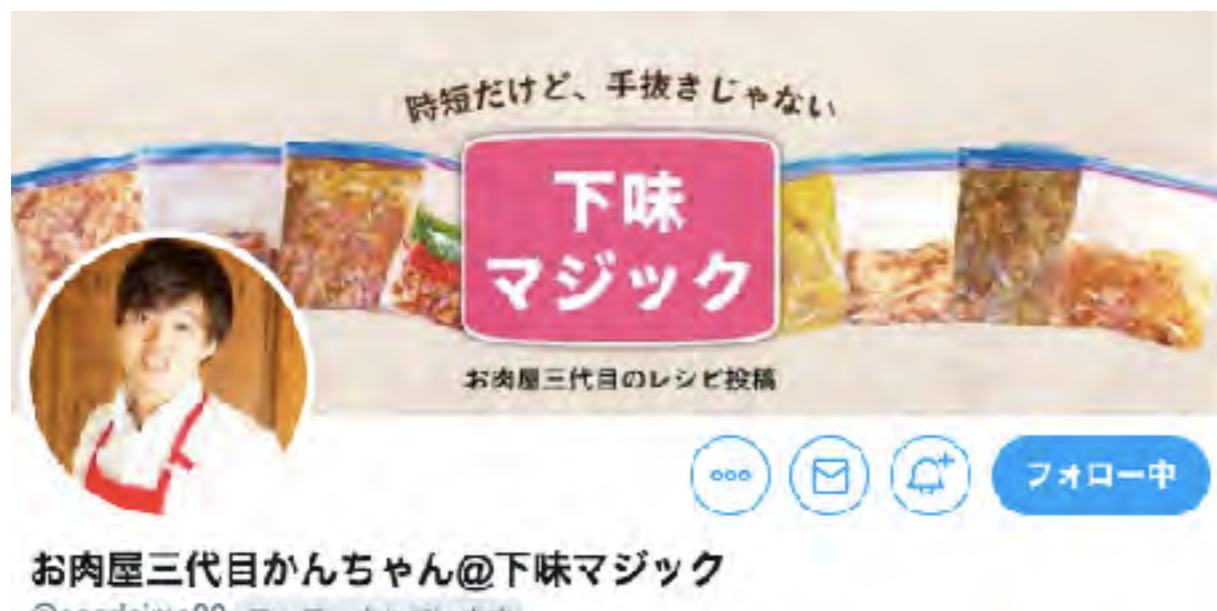 時短だけど、手抜きじゃない
下味
マジック
お肉屋三代目のレシピ投稿
フォロー中
お肉屋三代目かんちゃん@下味マジック